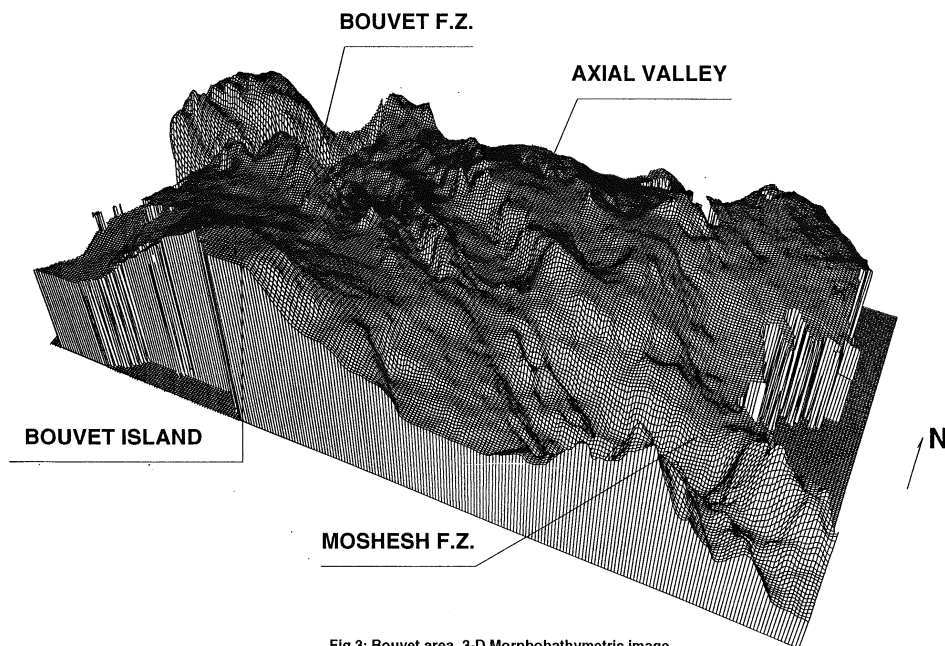 BOUVET F.Z.
AXIAL VALLEY
BOUVET ISLAND
N
MOSHESH F.Z.
Fig 3: Bouvet area, 3-D Morphobathymetric image